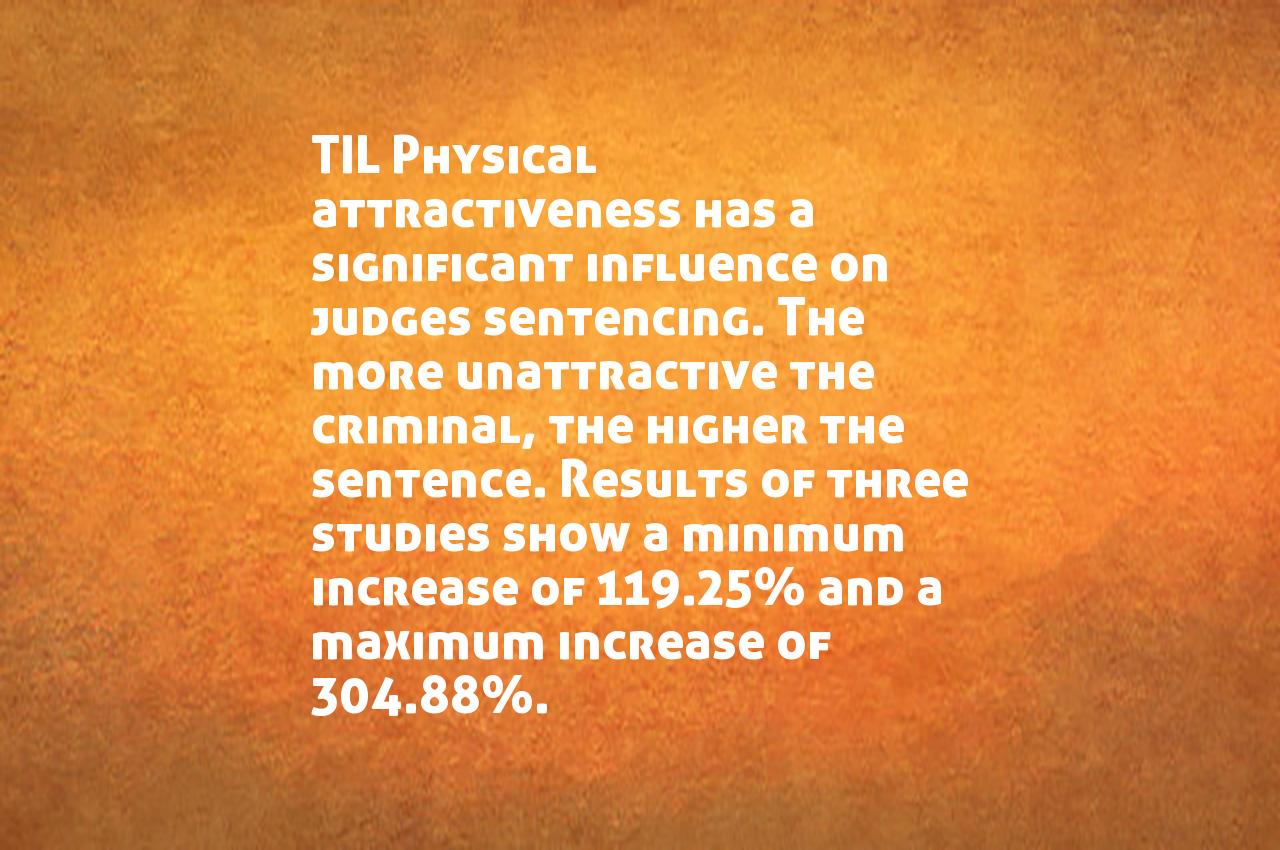 TIL Physical
attractiveness has a
significant influence on
judges sentencing. The
more unattractive the
criminal, the higher the
sentence. Results of three
studies show a minimum
increase of 119.25% and a
maximum increase of
304.88%.